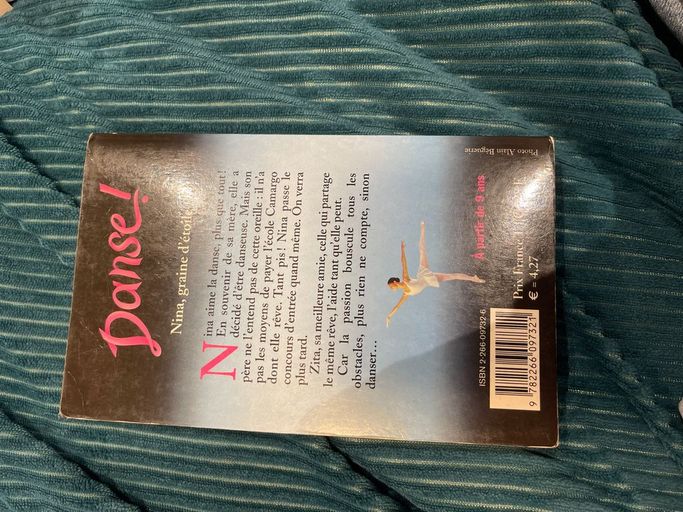 Danse!
Nina, graine d'étoile
Nina aime la danse, plus que tout!
En souvenir de sa mère, elle a
décidé d'être danseuse. Mais son
père ne l'entend pas de cette oreille : il n'a
pas les moyens de payer l'école Camargo
dont elle rêve. Tant pis! Nina passe le
concours d'entrée quand même. On verra
plus tard.
Zita, sa meilleure amie, celle qui partage
le même rêve, l'aide tant qu'elle peut.
Car la passion bouscule tous les
obstacles, plus rien ne compte, sinon
danser...
À partir de 9 ans
Photo Alain Béguerie
Prix France
€ = 4,27
ISBN 2-266-09732-6
9 782266 097321